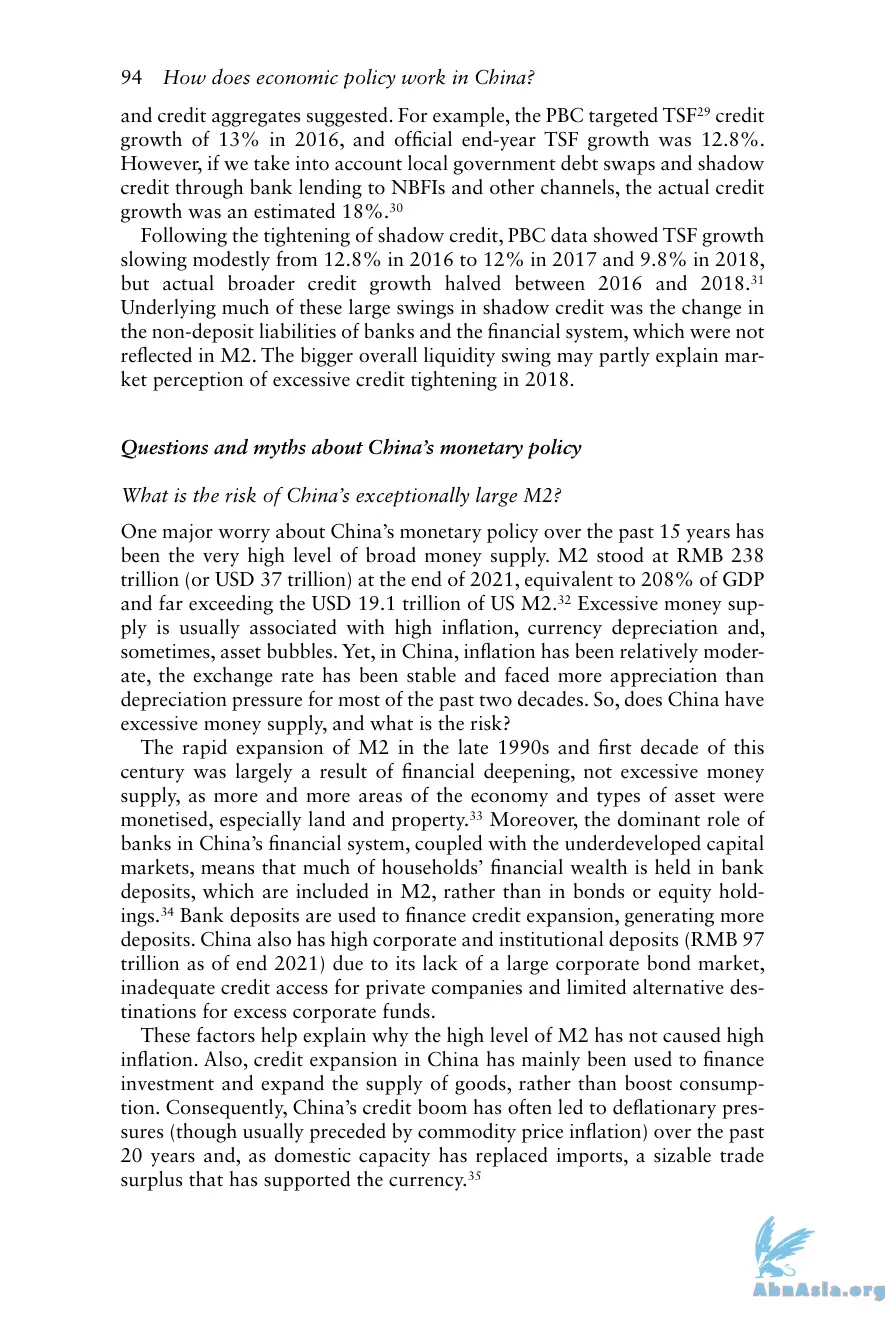 94 How does economic policy work in China?
and credit aggregates suggested. For example, the PBC targeted TSF²⁹ credit
growth of 13% in 2016, and official end-year TSF growth was 12.8%.
However, if we take into account local government debt swaps and shadow
credit through bank lending to NBFIs and other channels, the actual credit
growth was an estimated 18%.³⁰
Following the tightening of shadow credit, PBC data showed TSF growth
slowing modestly from 12.8% in 2016 to 12% in 2017 and 9.8% in 2018,
but actual broader credit growth halved between 2016 and 2018.³¹
Underlying much of these large swings in shadow credit was the change in
the non-deposit liabilities of banks and the financial system, which were not
reflected in M2. The bigger overall liquidity swing may partly explain mar-
ket perception of excessive credit tightening in 2018.
Questions and myths about China’s monetary policy
What is the risk of China’s exceptionally large M2?
One major worry about China’s monetary policy over the past 15 years has
been the very high level of broad money supply. M2 stood at RMB 238
trillion (or USD 37 trillion) at the end of 2021, equivalent to 208% of GDP
and far exceeding the USD 19.1 trillion of US M2.³² Excessive money sup-
ply is usually associated with high inflation, currency depreciation and,
sometimes, asset bubbles. Yet, in China, inflation has been relatively moder-
ate, the exchange rate has been stable and faced more appreciation than
depreciation pressure for most of the past two decades. So, does China have
excessive money supply, and what is the risk?
The rapid expansion of M2 in the late 1990s and first decade of this
century was largely a result of financial deepening, not excessive money
supply, as more and more areas of the economy and types of asset were
monetised, especially land and property.³³ Moreover, the dominant role of
banks in China’s financial system, coupled with the underdeveloped capital
markets, means that much of households’ financial wealth is held in bank
deposits, which are included in M2, rather than in bonds or equity hold-
ings.³⁴ Bank deposits are used to finance credit expansion, generating more
deposits. China also has high corporate and institutional deposits (RMB 97
trillion as of end 2021) due to its lack of a large corporate bond market,
inadequate credit access for private companies and limited alternative des-
tinations for excess corporate funds.
These factors help explain why the high level of M2 has not caused high
inflation. Also, credit expansion in China has mainly been used to finance
investment and expand the supply of goods, rather than boost consump-
tion. Consequently, China’s credit boom has often led to deflationary pres-
sures (though usually preceded by commodity price inflation) over the past
20 years and, as domestic capacity has replaced imports, a sizable trade
surplus that has supported the currency.³⁵
AbnAsia.org